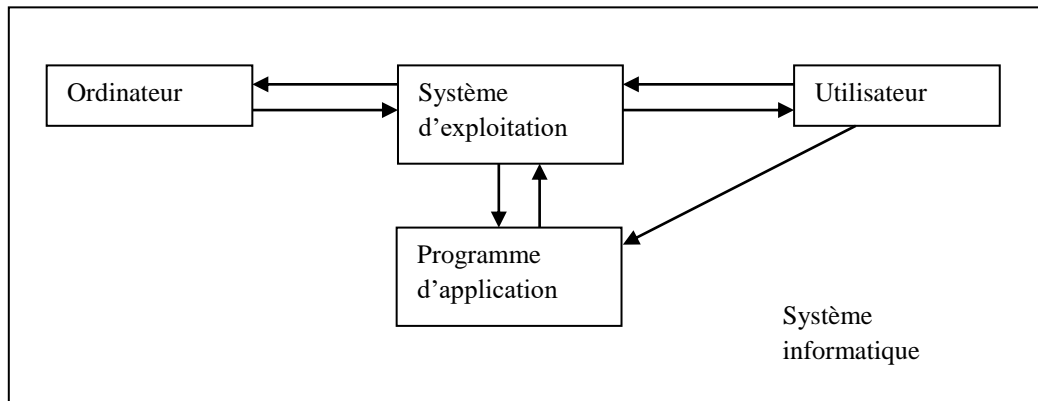 Ordinateur
Système
d’exploitation
Utilisateur
Programme
d’application
Système
informatique